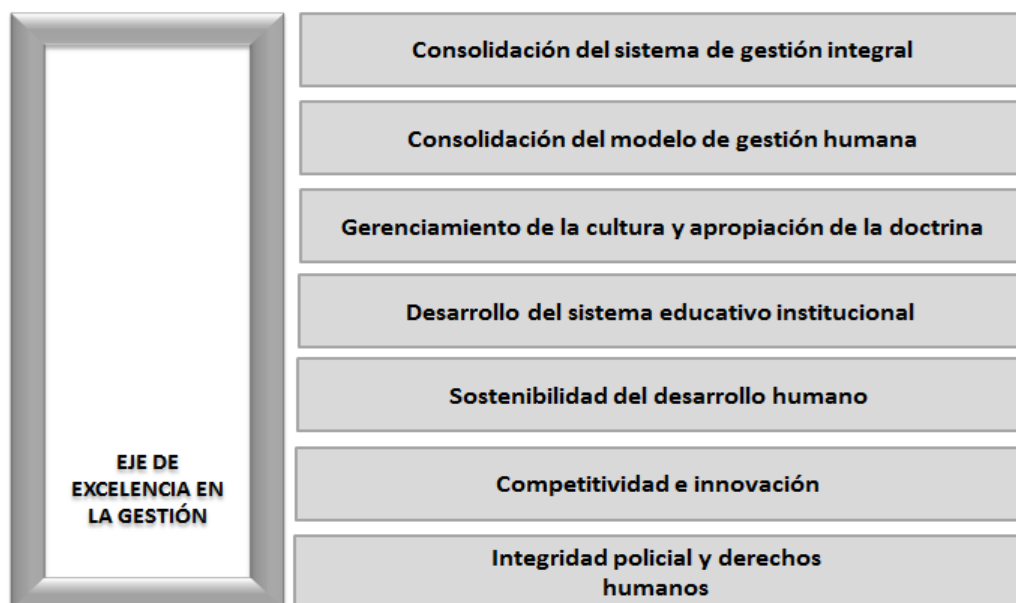 Consolidación del sistema de gestión integral
Consolidación del modelo de gestión humana
Gerenciamiento de la cultura y apropiación de la doctrina
Desarrollo del sistema educativo institucional
Sostenibilidad del desarrollo humano
EJE DE
EXCELENCIA EN
LA GESTIÓN
Competitividad e innovación
Integridad policial y derechos
humanos